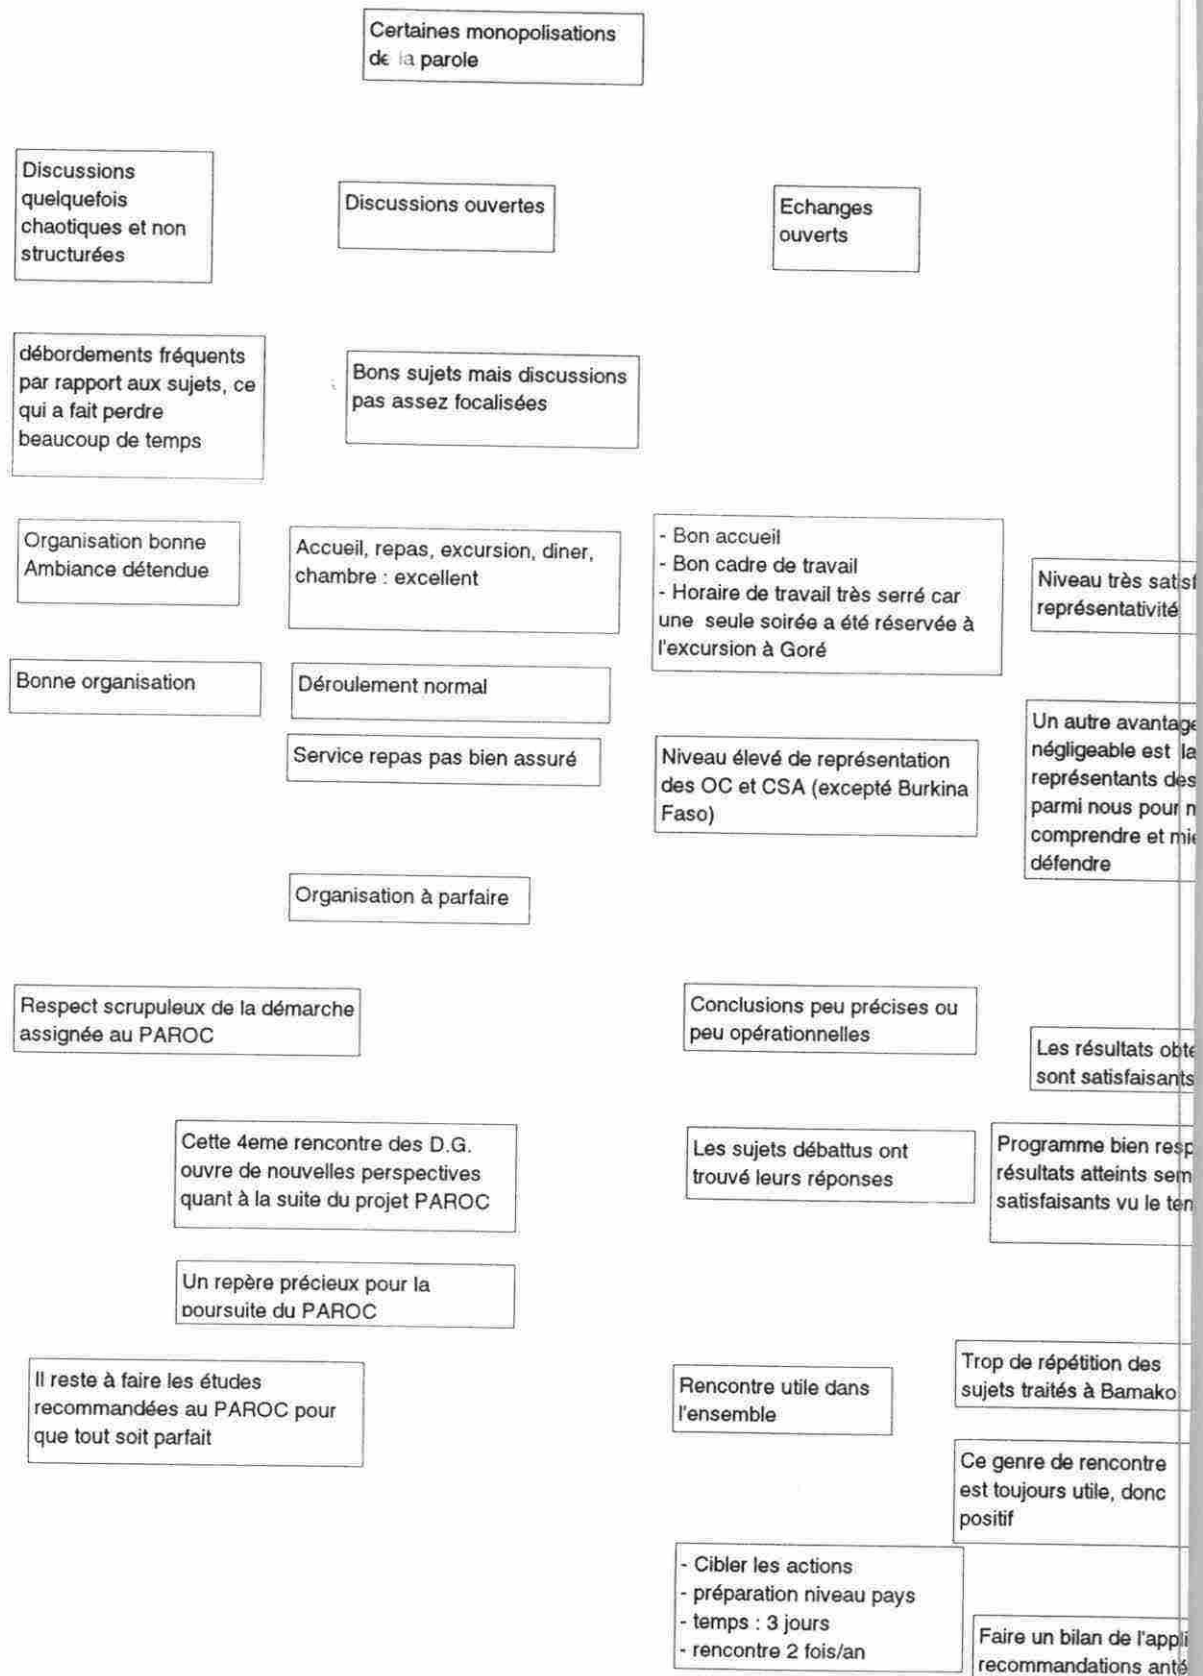 Certaines monopolisations
de la parole
Discussions
quelquefois
chaotiques et non
structurées
Discussions ouvertes
Echanges
ouverts
débordements fréquents
par rapport aux sujets, ce
qui a fait perdre
beaucoup de temps
Bons sujets mais discussions
pas assez focalisées
Organisation bonne
Ambiance détendue
Accueil, repas, excursion, diner,
chambre : excellent
- Bon accueil
- Bon cadre de travail
- Horaire de travail très serré car
une seule soirée a été réservée à
l'excursion à Goré
Niveau très
représentativité
Bonne organisation
Déroulement normal
Service repas pas bien assuré
Niveau élevé de représentation
des OC et CSA (excepté Burkina
Faso)
Un autre avantage
négligeable est la
représentants des
parmi nous pour
comprendre et
défendre
Organisation à parfaire
Respect scrupuleux de la démarche
assignée au PAROC
Conclusions peu précises ou
peu opérationnelles
Les résultats
sont satisfaisants
Cette 4eme rencontre des D.G.
ouvre de nouvelles perspectives
quant à la suite du projet PAROC
Les sujets débattus ont
trouvé leurs réponses
Programme bien
résultats atteints
satisfaisants vu le
Un repère précieux pour la
poursuite du PAROC
Il reste à faire les études
recommandées au PAROC pour
que tout soit parfait
Rencontre utile dans
l'ensemble
Trop de répétition des
sujets traités à Bamako
Ce genre de rencontre
est toujours utile, donc
positif
- Cibler les actions
- préparation niveau pays
- temps : 3 jours
- rencontre 2 fois/an
Faire un bilan de
recommandations